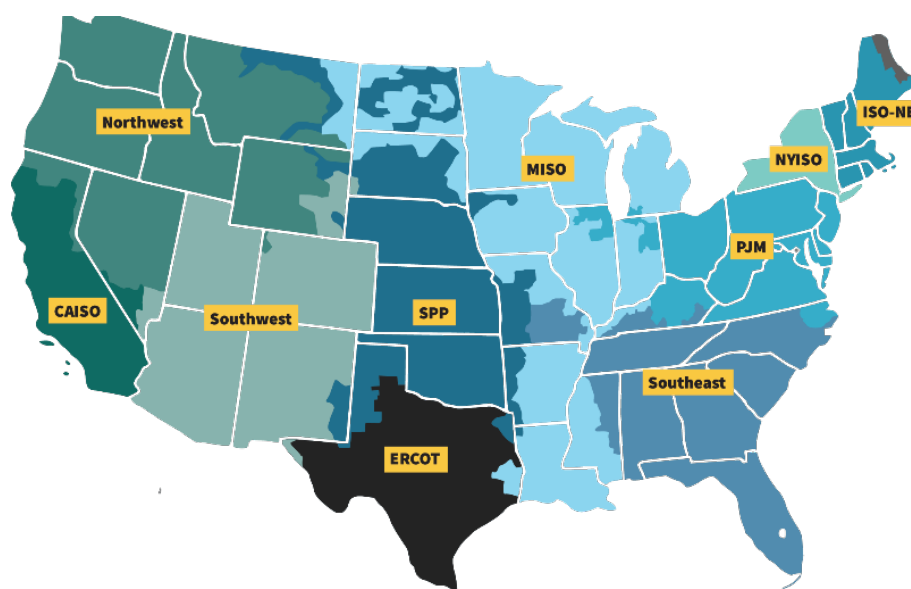 Northwest
ISO-NE
NYISO
MISO
PJM
CAISO
Southwest
SPP
Southeast
ERCOT